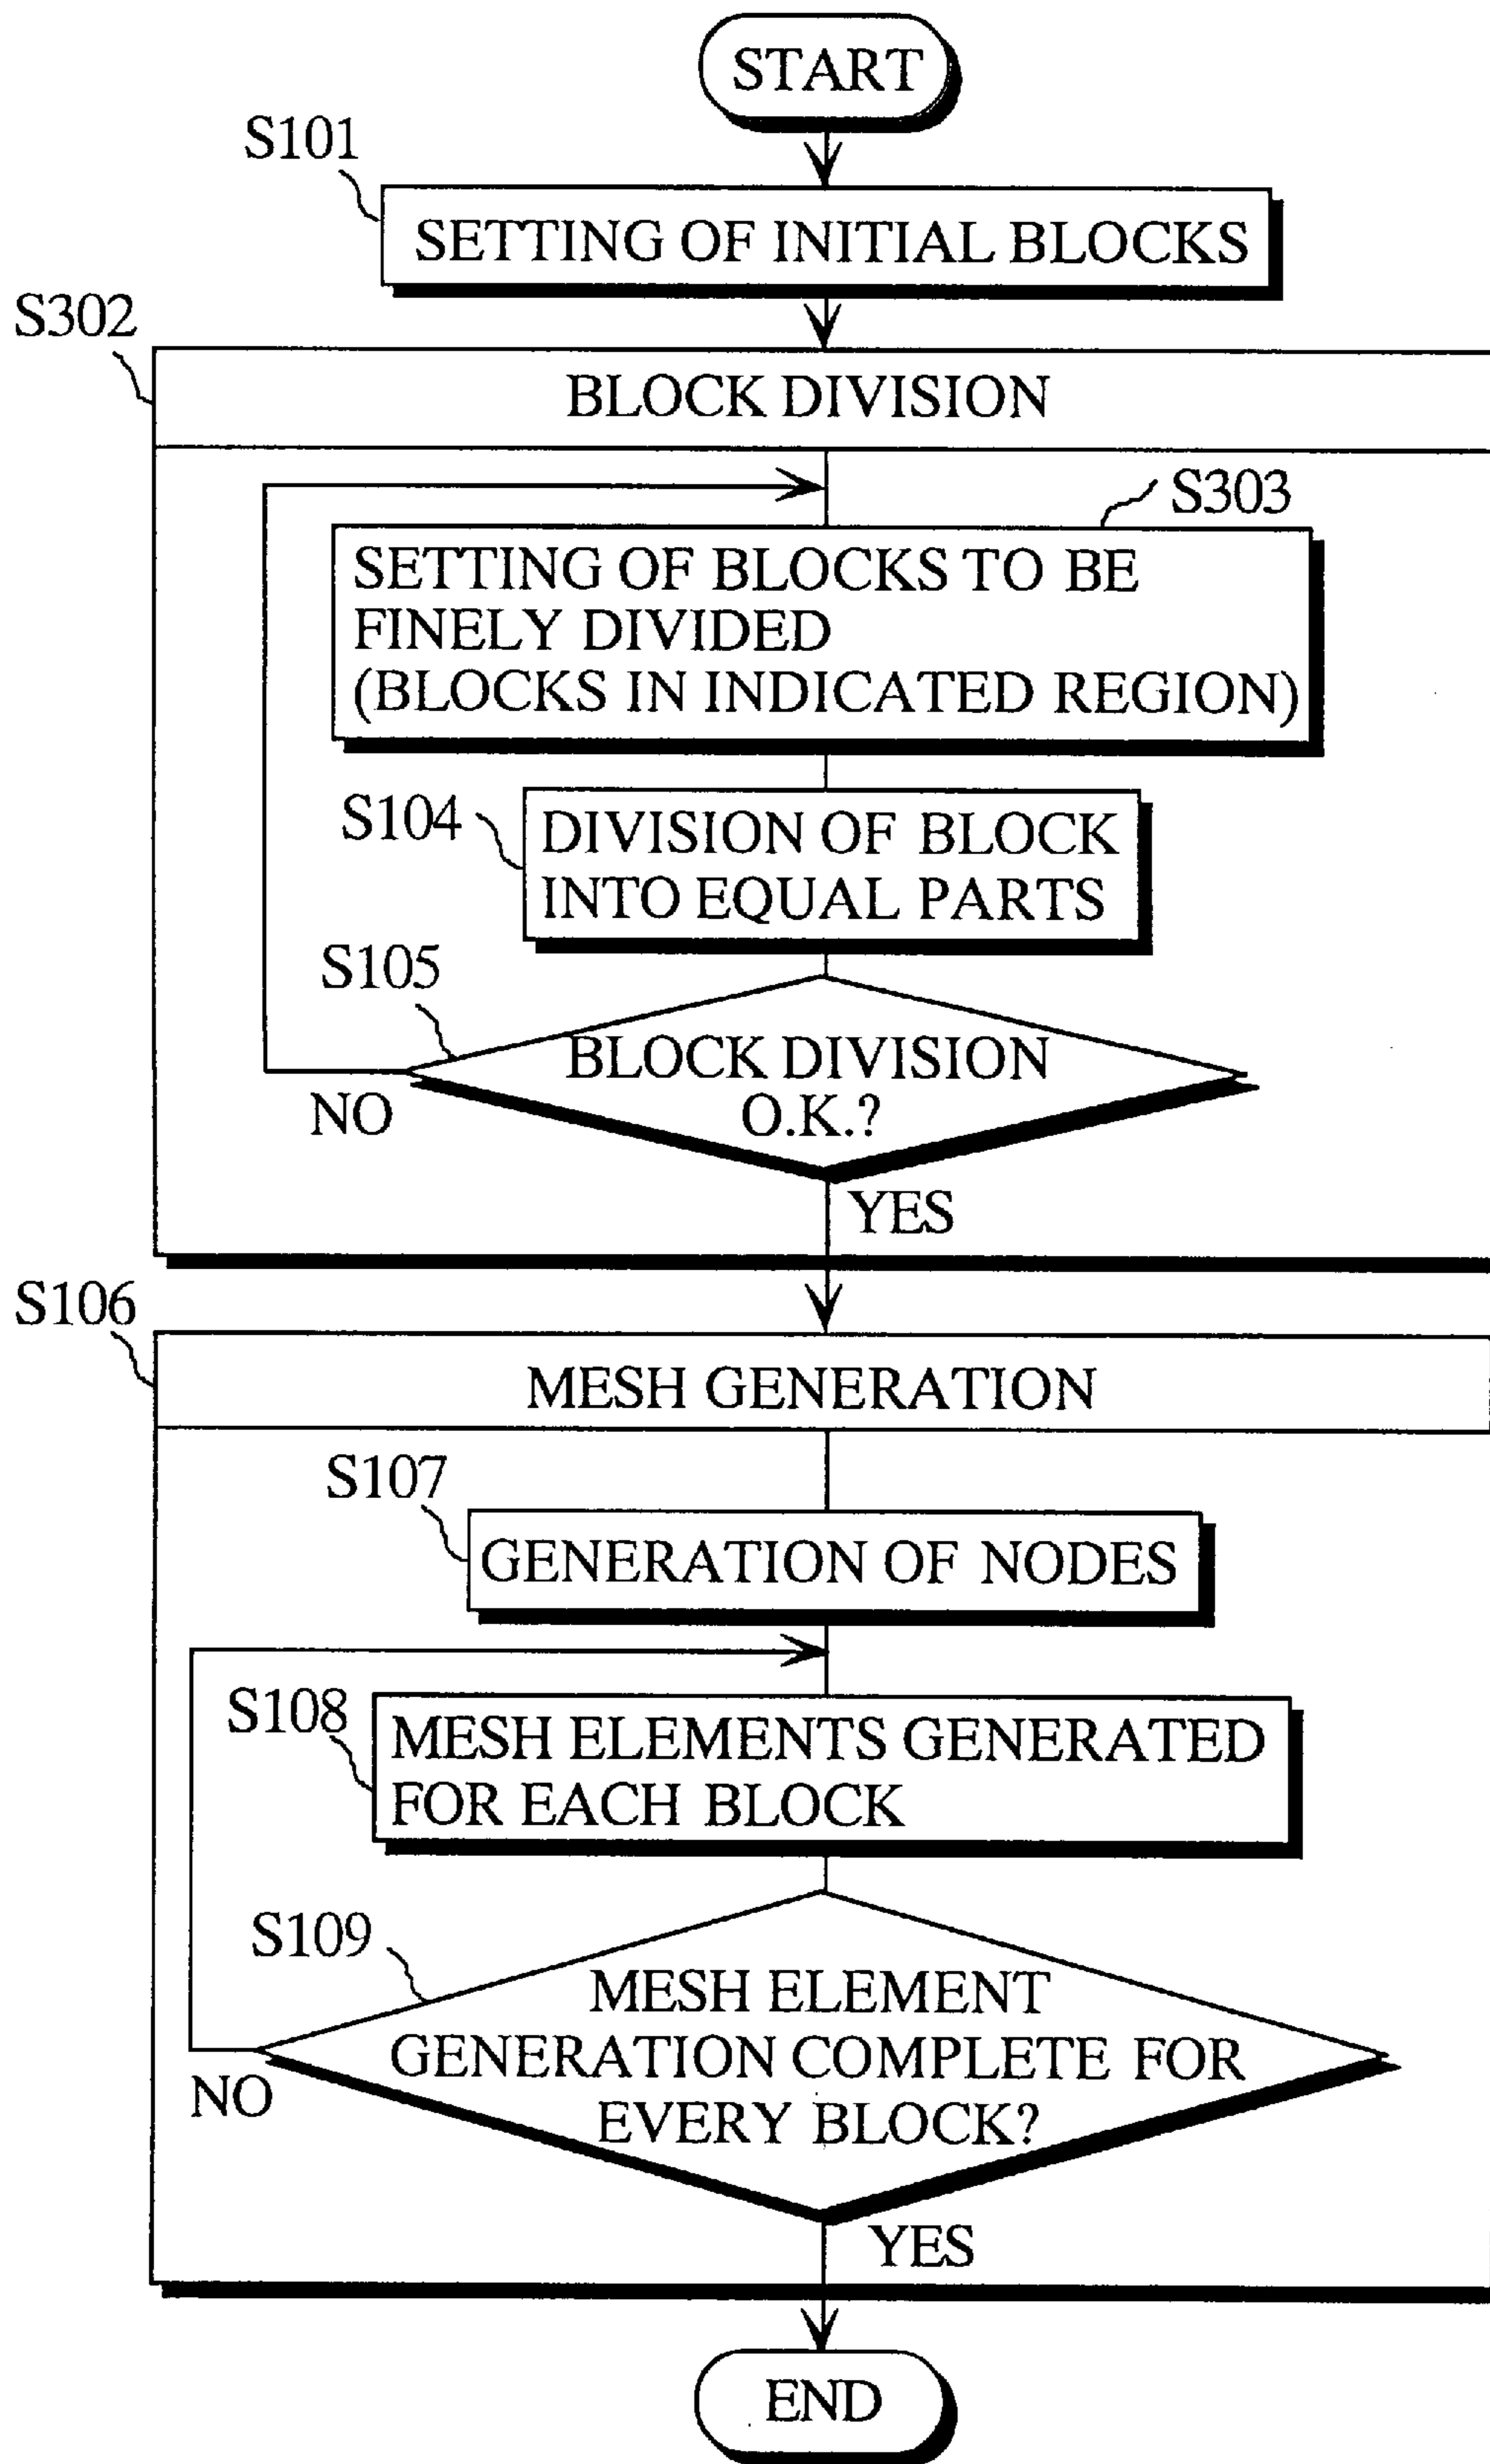 START
S101
SETTING OF INITIAL BLOCKS
S302
BLOCK DIVISION
S303
SETTING OF BLOCKS TO BE
FINELY DIVIDED
(BLOCKS IN INDICATED REGION)
S104
DIVISION OF BLOCK
INTO EQUAL PARTS
S105
BLOCK DIVISION
O.K.?
NO
YES
S106
MESH GENERATION
S107
GENERATION OF NODES
S108
MESH ELEMENTS GENERATED
FOR EACH BLOCK
S109
MESH ELEMENT
GENERATION COMPLETE FOR
EVERY BLOCK?
NO
YES
END